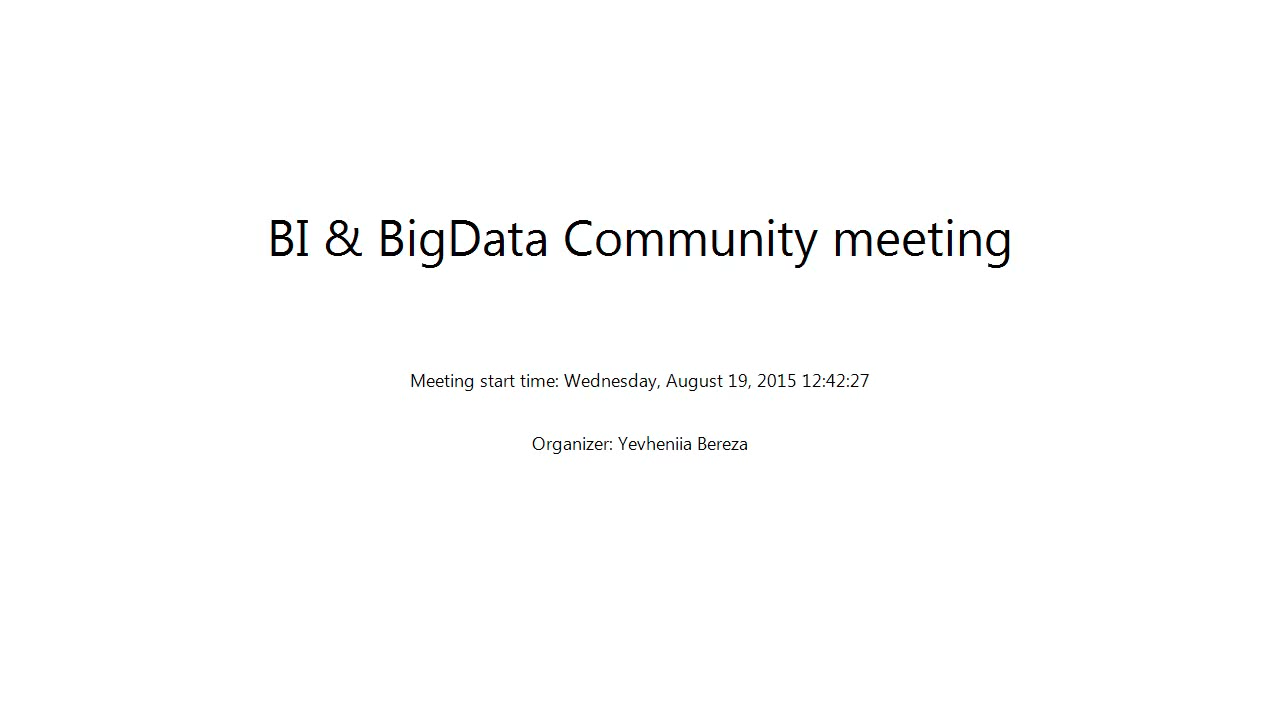 BI & BigData Community meeting
Meeting start time: Wednesday, August 19, 2015 12:42:27
Organizer: Yevheniia Bereza